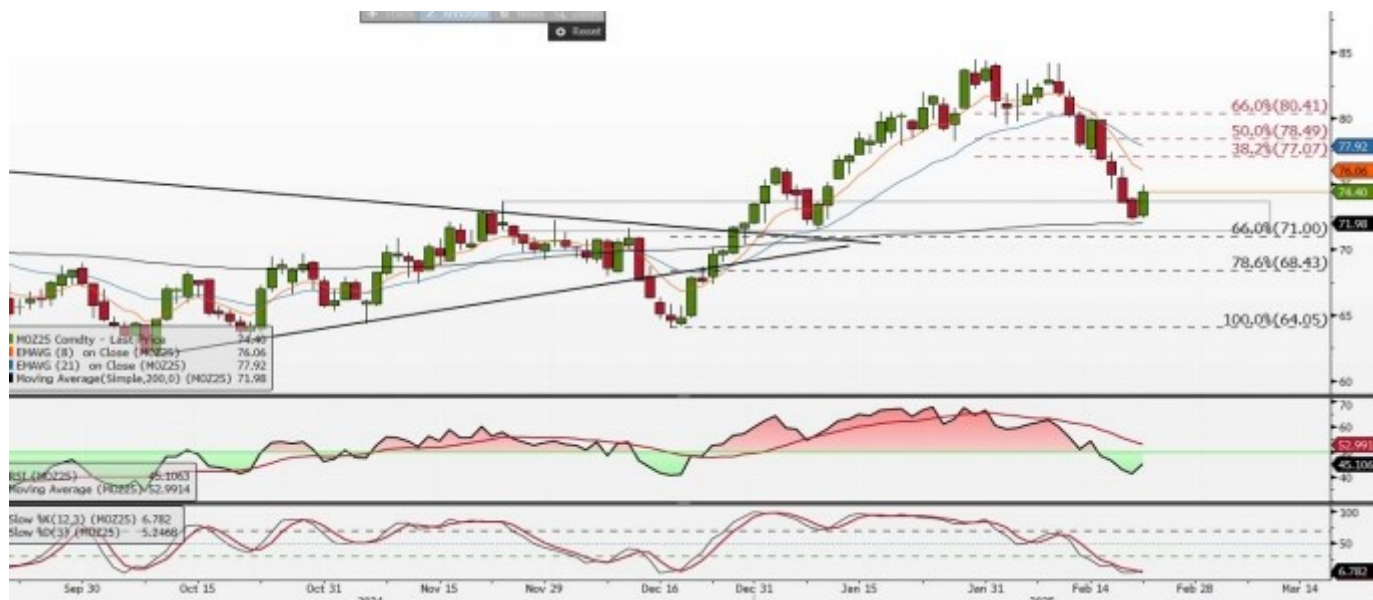 Reset
85
66.0%(80.41)
80
50.0%(78.49)
77.92
38.2%(77.07)
76.06
74.40
71.98
66.0%(71.00)
70
78.6%(68.43)
65
100.0%(64.05)
60
MOZ25 Comdty - Last Price 74.40
EMAVG (8) on Close (MOZ25) 76.06
EMAVG (21) on Close (MOZ25) 77.92
Moving Average(Simple,200,0) (MOZ25) 71.98
70
60
52.991
45.106
40
RSI (MOZ25) 45.1063
Moving Average (MOZ25) 52.9914
Slow %K(12,3) (MOZ25) 6.782
Slow %D(3) (MOZ25) 5.2468
100
50
6.782
Sep 30 Oct 15 Oct 31 Nov 15 Nov 29 Dec 16 Dec 31 Jan 15 Jan 31 Feb 14 Feb 28 Mar 14